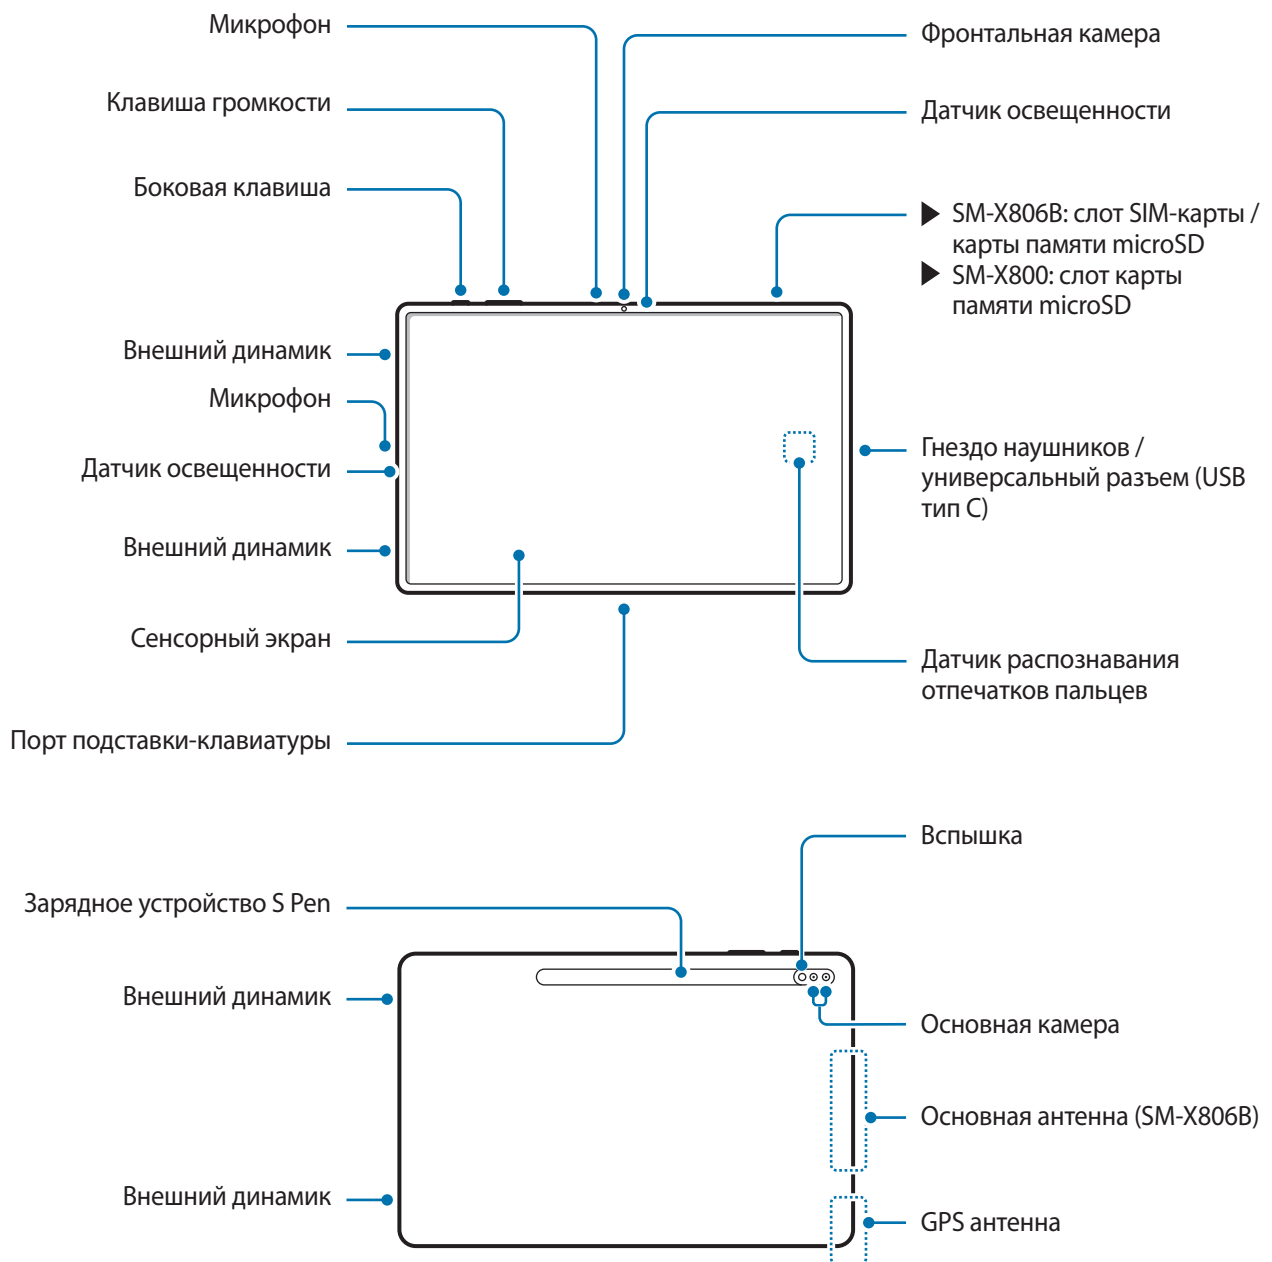 Микрофон
Клавиша громкости
Боковая клавиша
Внешний динамик
Микрофон
Датчик освещенности
Внешний динамик
Сенсорный экран
Порт подставки-клавиатуры
Фронтальная камера
Датчик освещенности
▶ SM-X806B: слот SIM-карты /
карты памяти microSD
▶ SM-X800: слот карты
памяти microSD
Гнездо наушников /
универсальный разъем (USB
тип C)
Датчик распознавания
отпечатков пальцев
Зарядное устройство S Pen
Внешний динамик
Внешний динамик
Вспышка
Основная камера
Основная антенна (SM-X806B)
GPS антенна